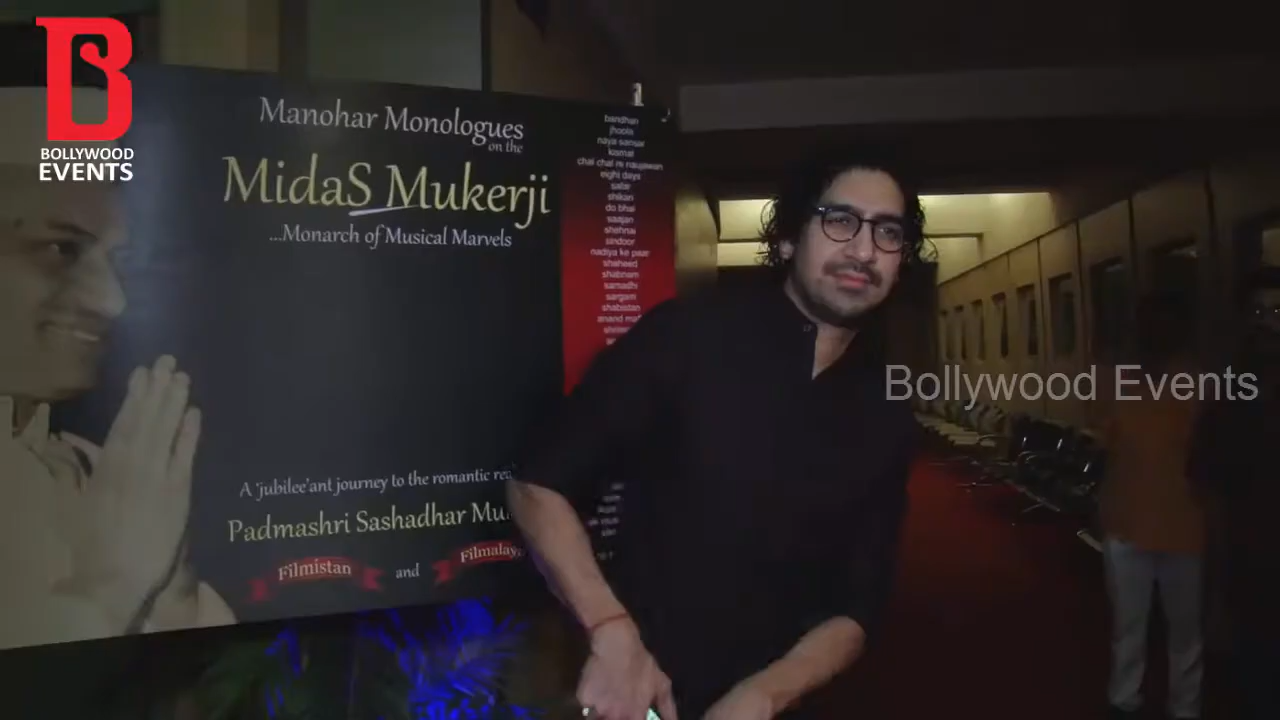 B
BOLLYWOOD
EVENTS
Manohar Monologues
on the
MidaS Mukerji
...Monarch of Musical Marvels
A 'jubilee'ant journey to the romantic
Padmashri Sashadhar
Filmistan
and
Filmalaya
bandhan
jhoola
naya sansar
kismat
chal chal re naujawan
eight days
safar
shikari
do bhai
saajan
shehnai
sindoor
nadiya ke paar
shaheed
shabnam
samadhi
sargam
shabistan
anand
Bollywood Events